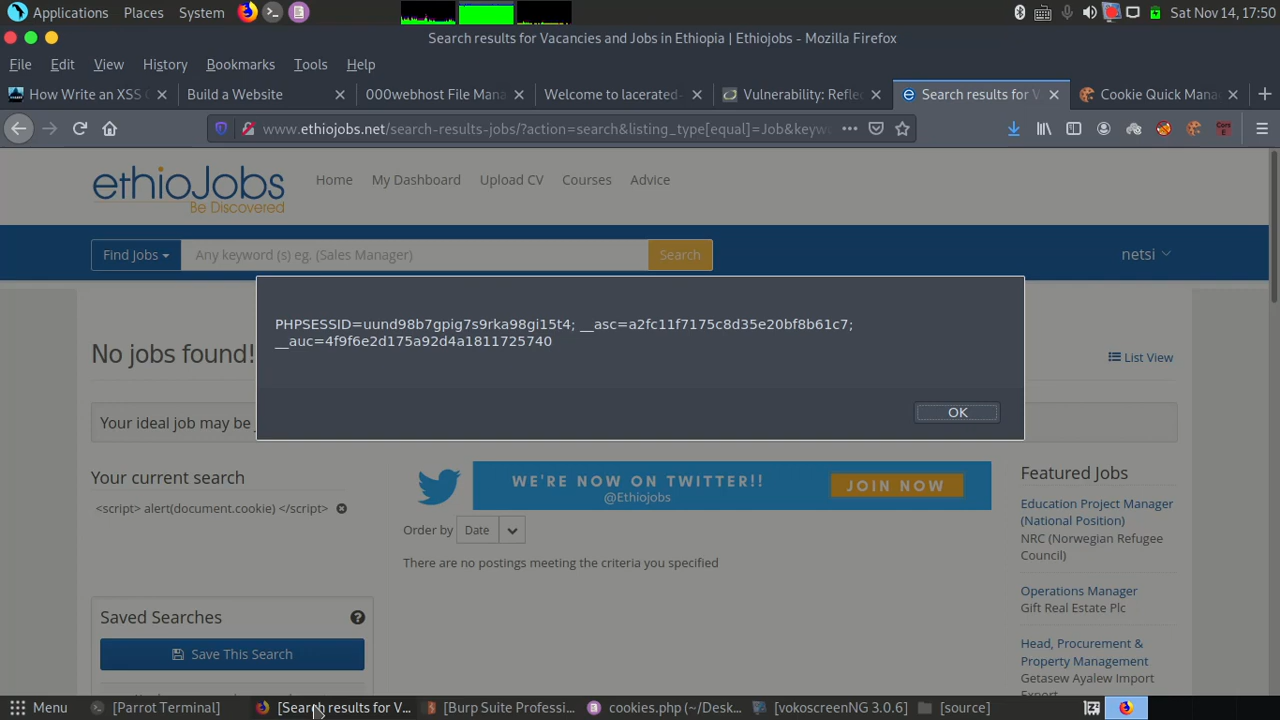 Applications Places System Sat Nov 14, 17:50
Search results for Vacancies and Jobs in Ethiopia | Ethiojobs - Mozilla Firefox
File Edit View History Bookmarks Tools Help
How Write an XSS C Build a Website 000webhost File Mana Welcome to lacerated- Vulnerability: Reflec Search results for V Cookie Quick Manag
www.ethiojobs.net/search-results-jobs/?action=search&listing_type[equal]=Job&keyw
ethioJobs
Be Discovered
Home My Dashboard Upload CV Courses Advice
Find Jobs Any keyword (s) eg. (Sales Manager) Search netsi
PHPSESSID=uund98b7gpig7s9rka98gi15t4; __asc=a2fc11f7175c8d35e20bf8b61c7;
__auc=4f9f6e2d175a92d4a1811725740
OK
No jobs found!
List View
Your ideal job may be
Your current search
<script> alert(document.cookie) </script>
WE'RE NOW ON TWITTER!!
@Ethiojobs
JOIN NOW
Order by Date
There are no postings meeting the criteria you specified
Saved Searches
Save This Search
Featured Jobs
Education Project Manager
(National Position)
NRC (Norwegian Refugee
Council)
Operations Manager
Gift Real Estate Plc
Head, Procurement &
Property Management
Getasew Ayalew Import
Export
Menu [Parrot Terminal] [Search results for V... [Burp Suite Professi... cookies.php (~/Desk... [vokoscreenNG 3.0.6] [source]